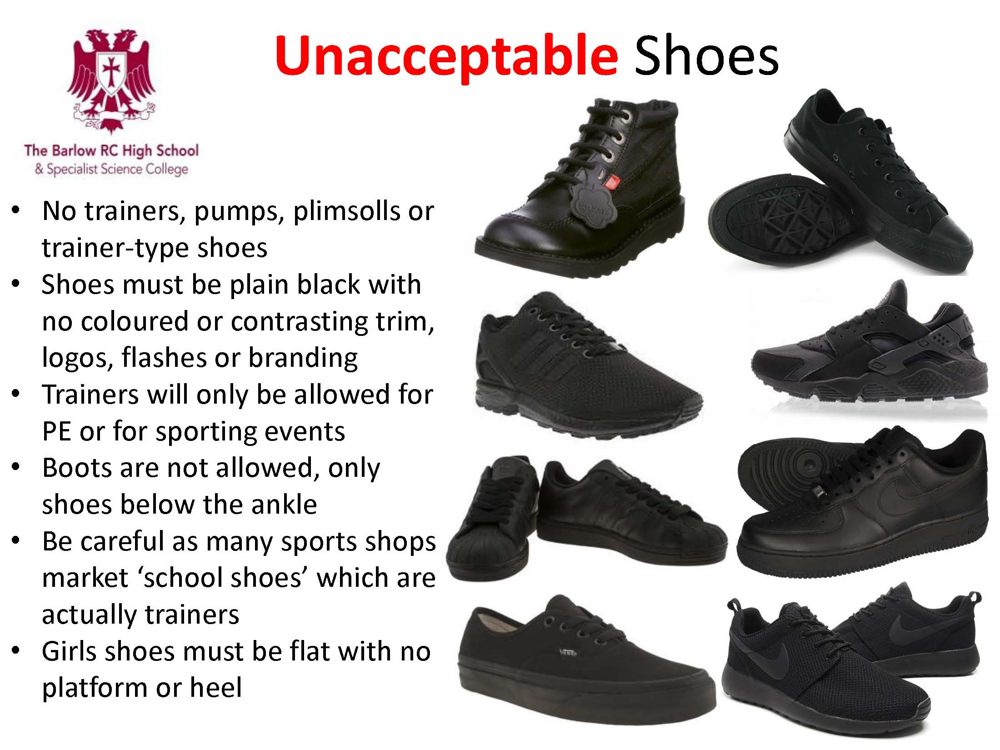 Unacceptable Shoes
The Barlow RC High School
& Specialist Science College
• No trainers, pumps, plimsolls or
trainer-type shoes
• Shoes must be plain black with
no coloured or contrasting trim,
logos, flashes or branding
• Trainers will only be allowed for
PE or for sporting events
• Boots are not allowed, only
shoes below the ankle
• Be careful as many sports shops
market ‘school shoes’ which are
actually trainers
• Girls shoes must be flat with no
platform or heel
KicKers
VANS